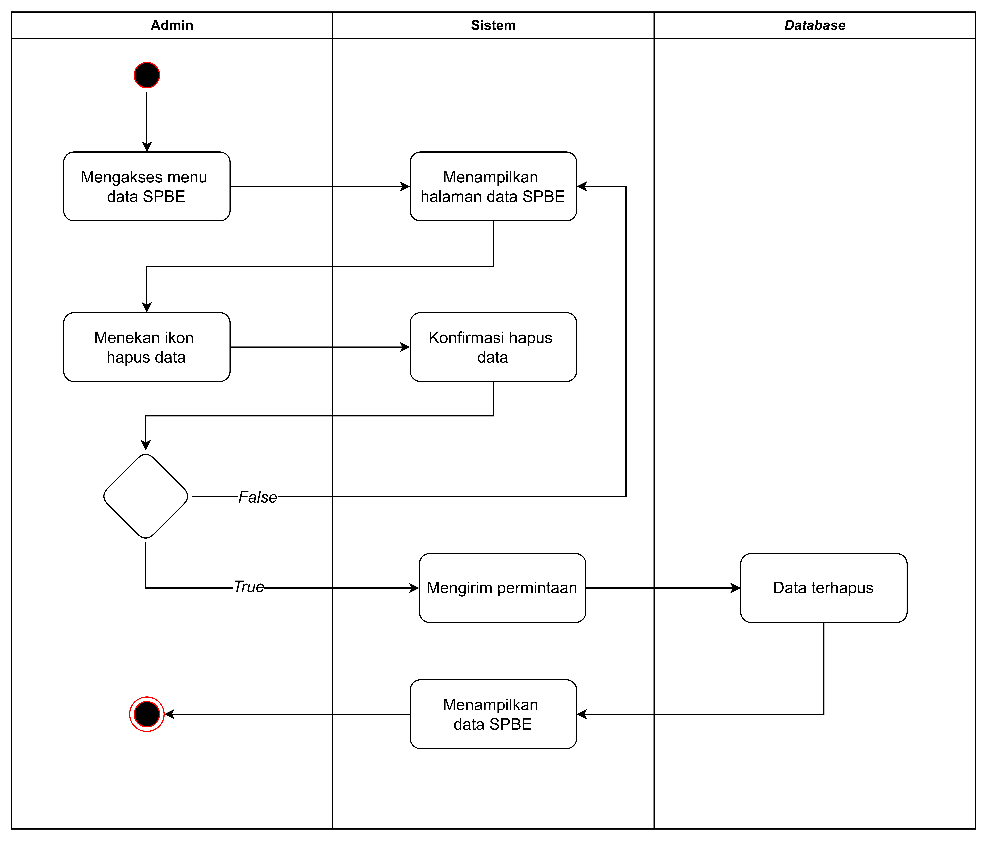 Admin
Sistem
Database
Mengakses menu
data SPBE
Menampilkan
halaman data SPBE
Menekan ikon
hapus data
Konfirmasi hapus
data
False
True
Mengirim permintaan
Data terhapus
Menampilkan
data SPBE